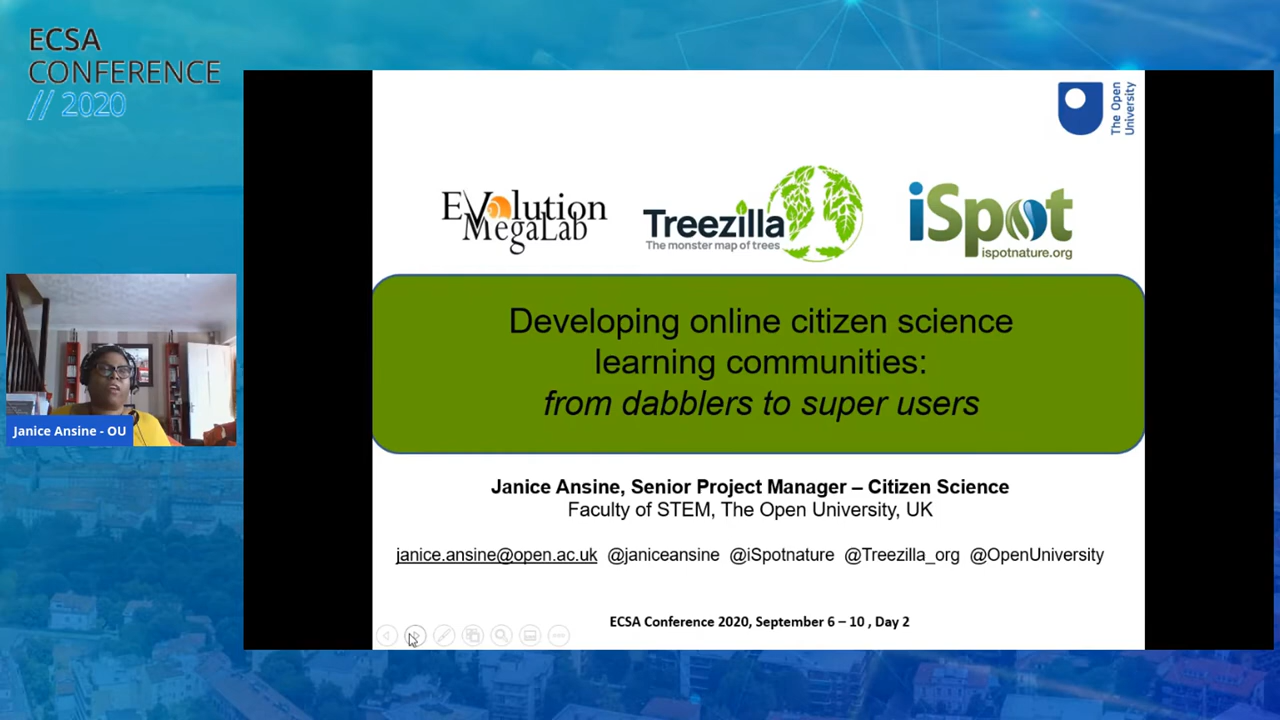 ECSA
CONFERENCE
// 2020
The Open
University
Evolution
MegaLab
Treezilla
The monster map of trees
iSpot
ispotnature.org
Developing online citizen science
learning communities:
from dabblers to super users
Janice Ansine - OU
Janice Ansine, Senior Project Manager – Citizen Science
Faculty of STEM, The Open University, UK
janice.ansine@open.ac.uk @janiceansine @iSpotnature @Treezilla_org @OpenUniversity
ECSA Conference 2020, September 6 – 10 , Day 2